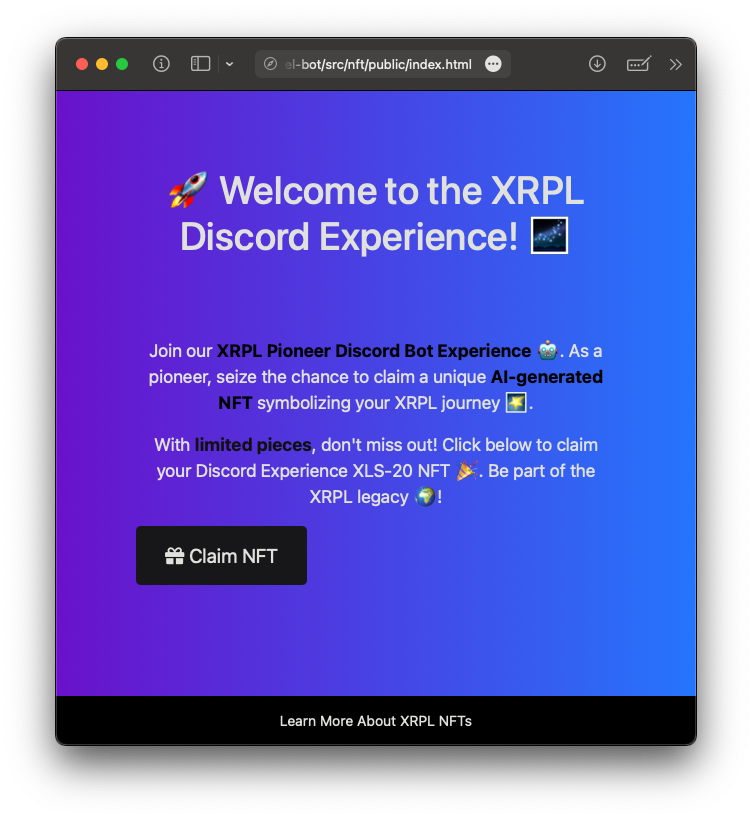 el-bot/src/nft/public/index.html
🚀 Welcome to the XRPL
Discord Experience! 🌌
Join our XRPL Pioneer Discord Bot Experience 🤖. As a
pioneer, seize the chance to claim a unique AI-generated
NFT symbolizing your XRPL journey 🌟.
With limited pieces, don't miss out! Click below to claim
your Discord Experience XLS-20 NFT 🎉. Be part of the
XRPL legacy 🌍!
Claim NFT
Learn More About XRPL NFTs